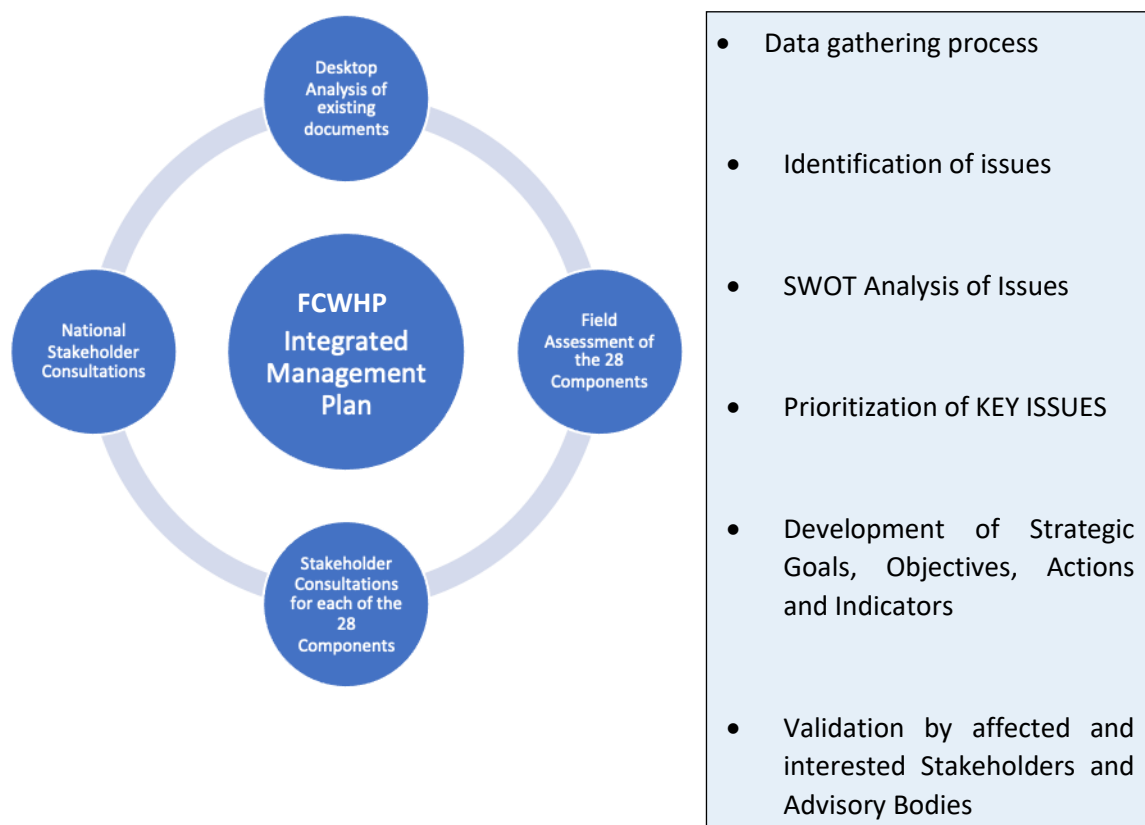 Desktop
Analysis of
existing
documents
FCWHP
Integrated
Management
Plan
National
Stakeholder
Consultations
Field
Assessment of
the 28
Components
Stakeholder
Consultations
for each of the
28
Components
• Data gathering process
• Identification of issues
• SWOT Analysis of Issues
• Prioritization of KEY ISSUES
• Development of Strategic
Goals, Objectives, Actions
and Indicators
• Validation by affected and
interested Stakeholders and
Advisory Bodies